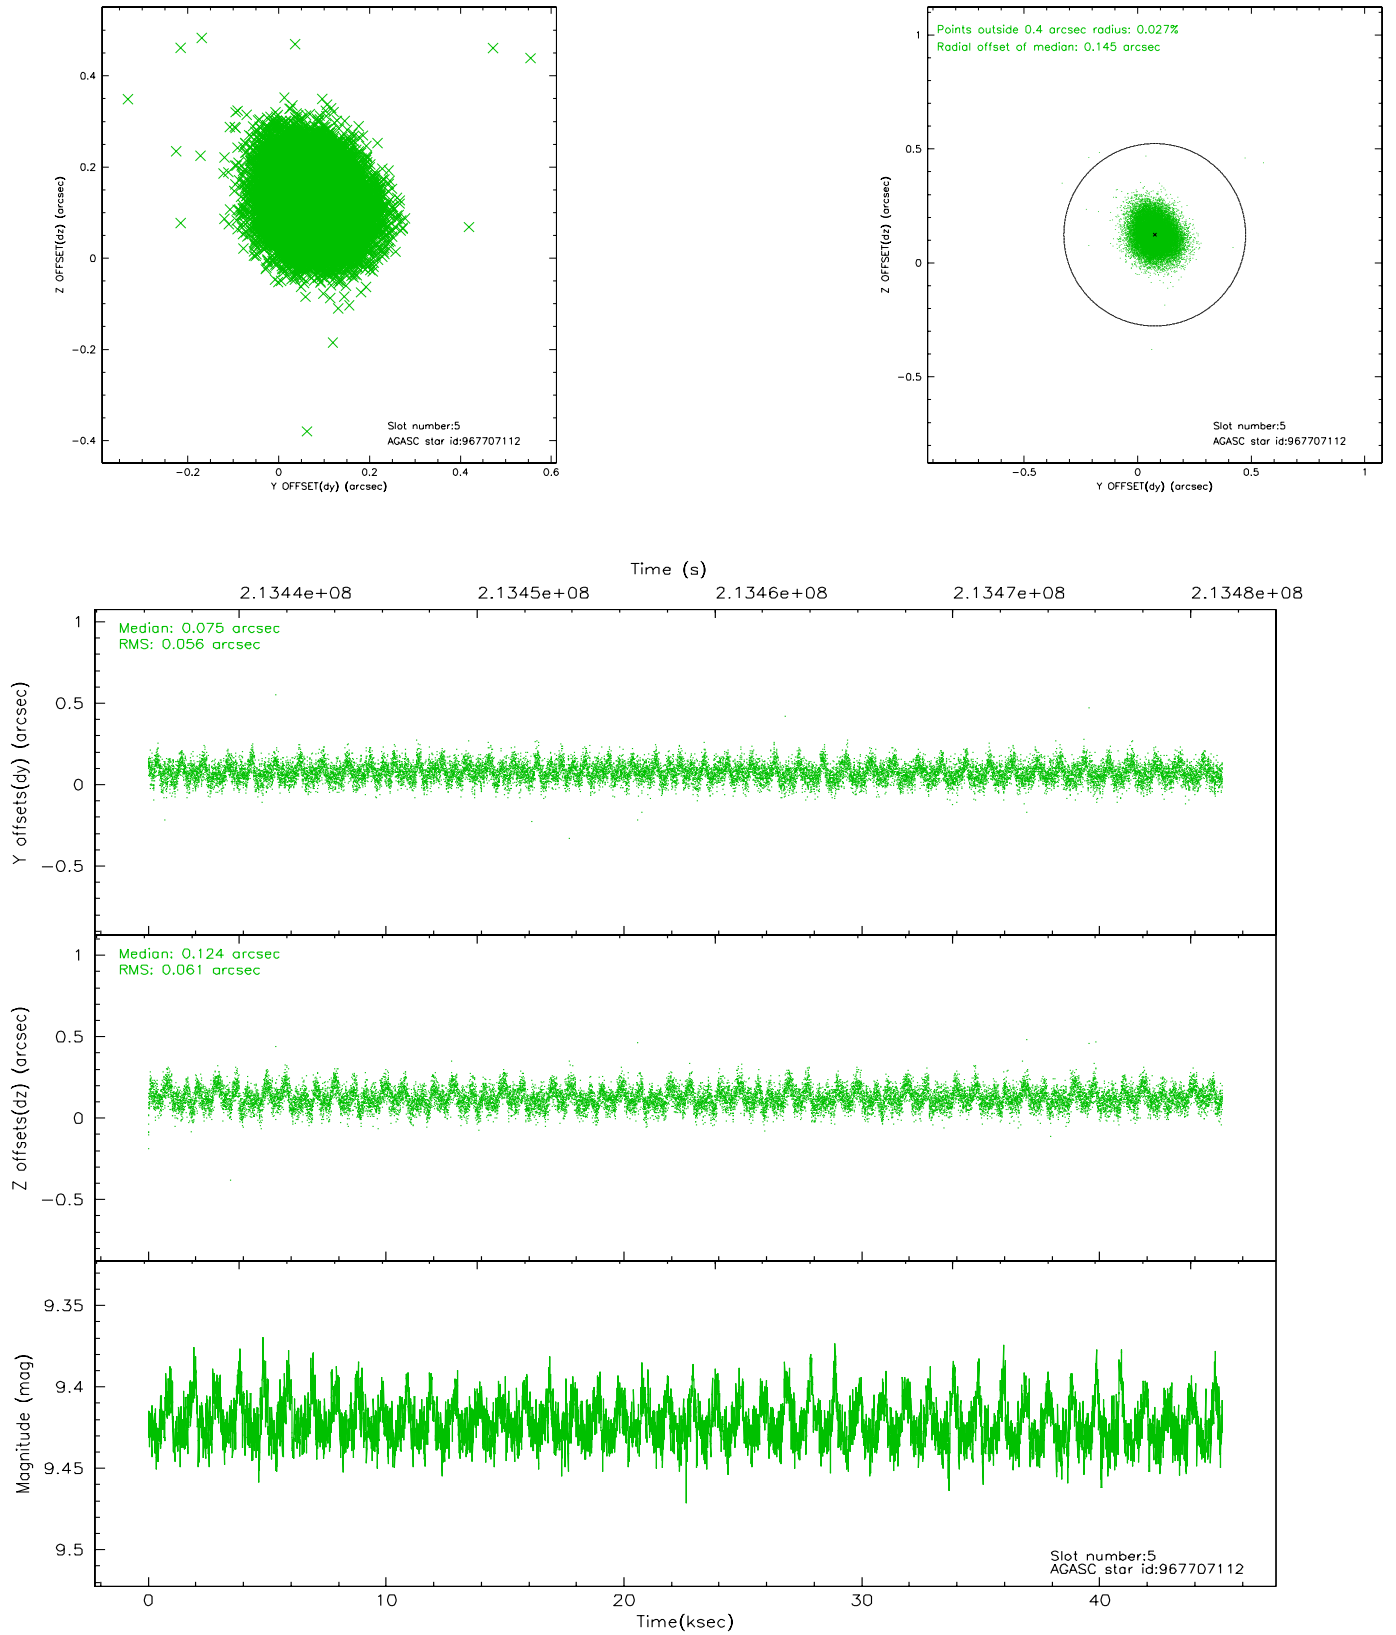 0.4
0.2
0
−0.2
−0.4
Z OFFSET(dz) (arcsec)
Slot number:5
AGASC star id:967707112
−0.2 0 0.2 0.4 0.6
Y OFFSET(dy) (arcsec)
Points outside 0.4 arcsec radius: 0.027%
Radial offset of median: 0.145 arcsec
1
0.5
0
−0.5
Z OFFSET(dz) (arcsec)
Slot number:5
AGASC star id:967707112
−0.5 0 0.5 1
Y OFFSET(dy) (arcsec)
Time (s)
2.1344e+08 2.1345e+08 2.1346e+08 2.1347e+08 2.1348e+08
Median: 0.075 arcsec
RMS: 0.056 arcsec
1
0.5
0
−0.5
Y offsets(dy) (arcsec)
Median: 0.124 arcsec
RMS: 0.061 arcsec
1
0.5
0
−0.5
Z offsets(dz) (arcsec)
9.35
9.4
9.45
9.5
Magnitude (mag)
Slot number:5
AGASC star id:967707112
0 10 20 30 40
Time(ksec)